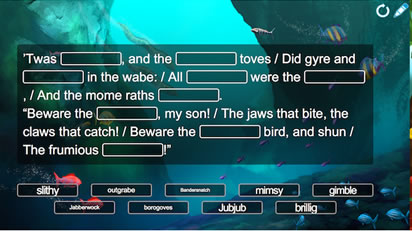 'Twas , and the toves / Did gyre and
in the wabe: / All were the
, / And the mome raths .
“Beware the , my son! / The jaws that bite, the
claws that catch! / Beware the bird, and shun /
The frumious !”
slithy outgrabe Bandersnatch mimsy gimble
Jabberwock borogoves Jubjub brillig